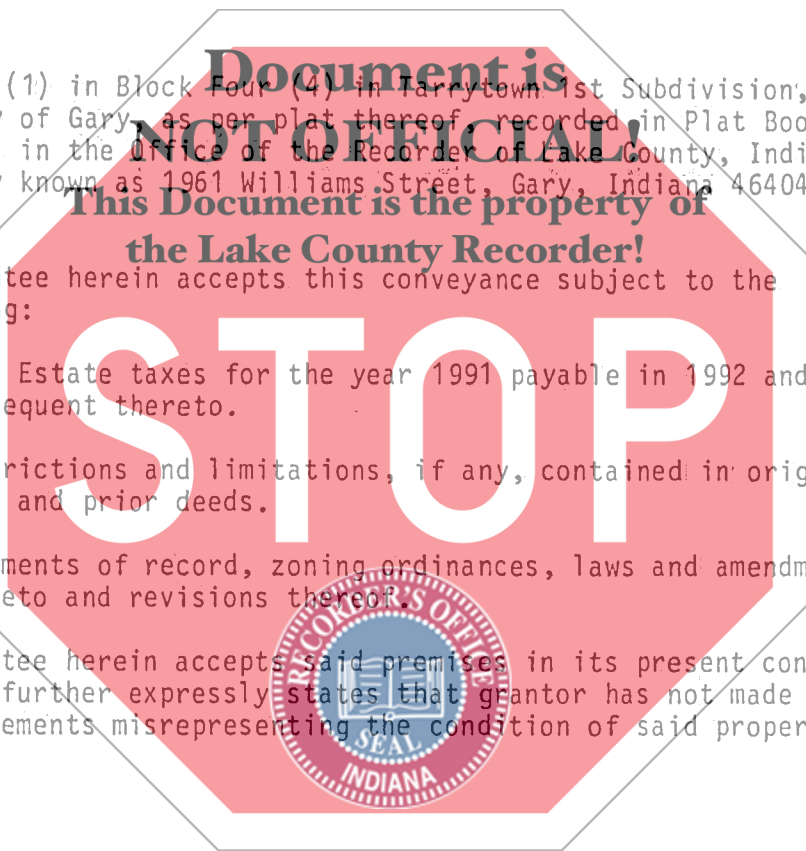 Document is
(1) in Block Four (4) in Tarrytown 1st Subdivision,
of Gary, as per plat thereof, recorded in Plat Boo
NOT OFFICIAL!
in the Office of the Recorder of Lake County, Indi
known as 1961 Williams Street, Gary, Indiana 46404
This Document is the property of
the Lake County Recorder!
tee herein accepts this conveyance subject to the
g:
STOP
Estate taxes for the year 1991 payable in 1992 and
equent thereto.
rictions and limitations, if any, contained in orig
and prior deeds.
ments of record, zoning ordinances, laws and amendm
eto and revisions thereof.
RECORDER'S OFFICE
tee herein accepts said premises in its present con
further expressly states that grantor has not made
ements misrepresenting the condition of said proper
SEAL
INDIANA